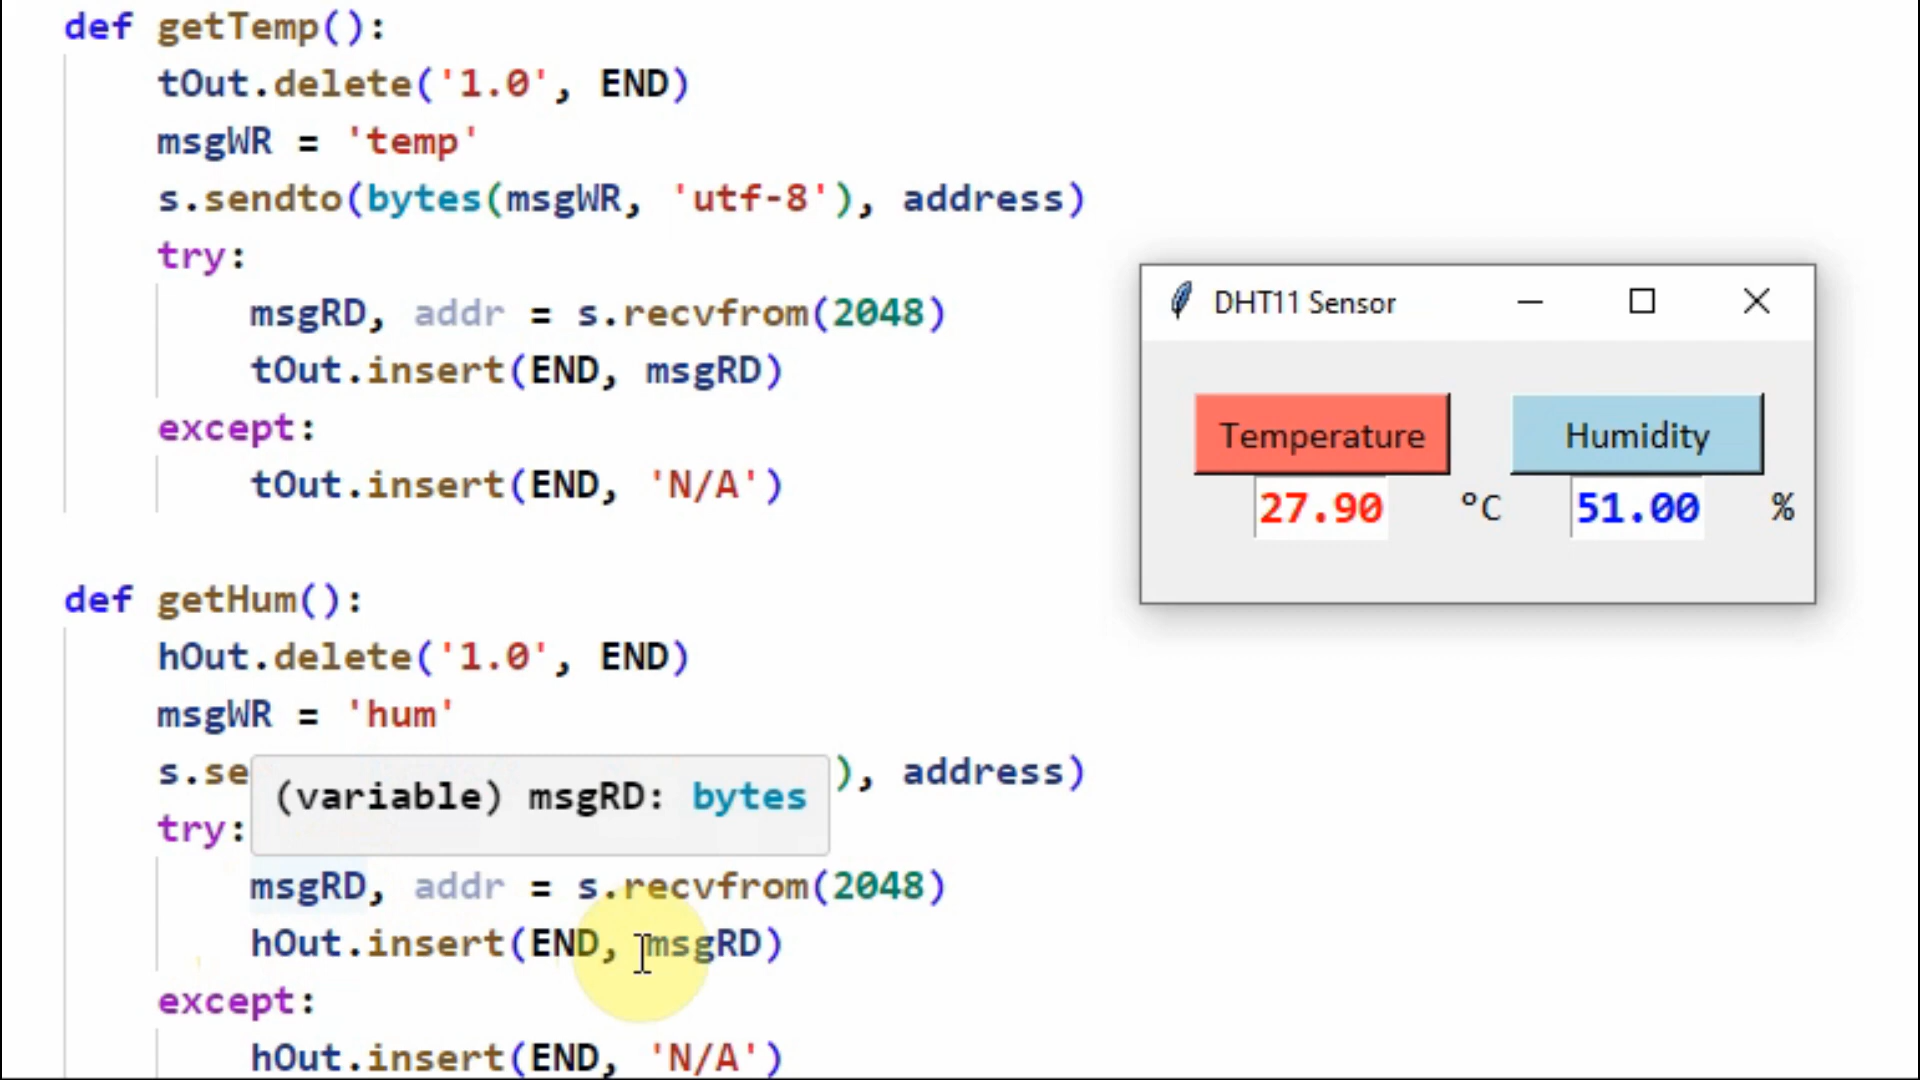 def getTemp():
tOut.delete('1.0', END)
msgWR = 'temp'
s.sendto(bytes(msgWR, 'utf-8'), address)
try:
msgRD, addr = s.recvfrom(2048)
tOut.insert(END, msgRD)
except:
tOut.insert(END, 'N/A')
def getHum():
hOut.delete('1.0', END)
msgWR = 'hum'
s.se ), address)
(variable) msgRD: bytes
try:
msgRD, addr = s.recvfrom(2048)
hOut.insert(END, msgRD)
except:
hOut.insert(END, 'N/A')
DHT11 Sensor
Temperature Humidity
27.90 °C 51.00 %